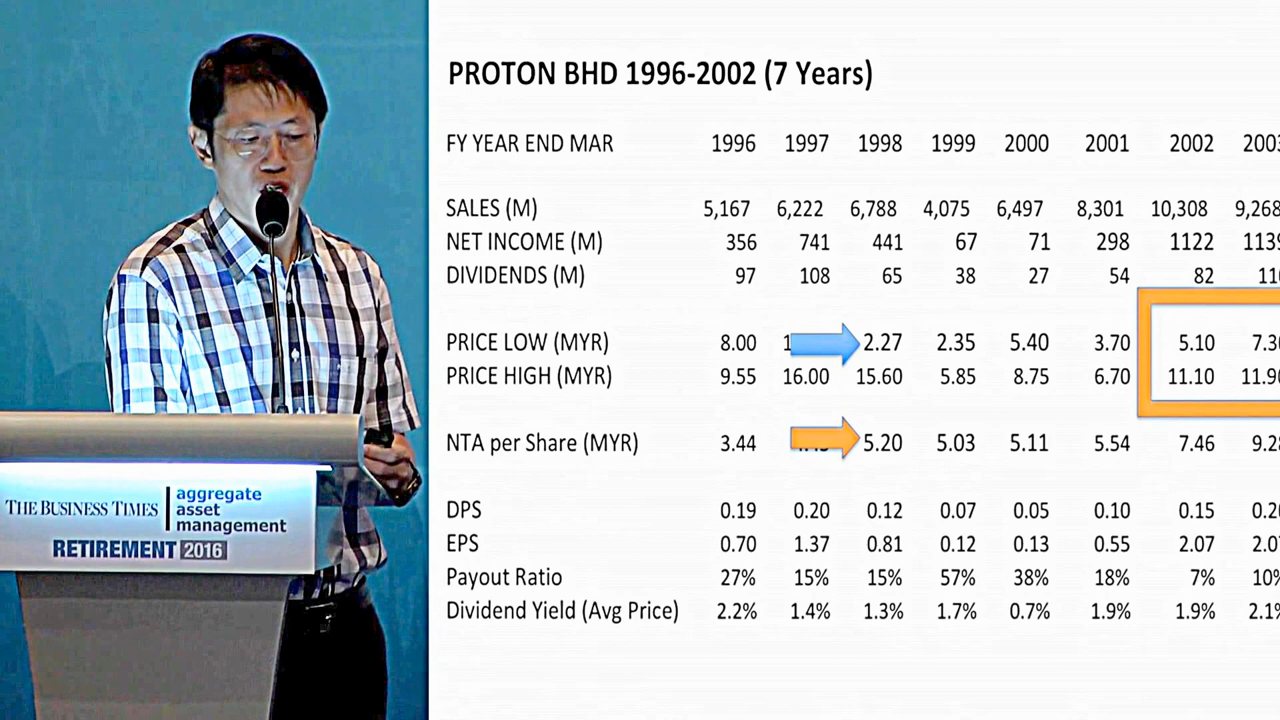 PROTON BHD 1996-2002 (7 Years)
FY YEAR END MAR 1996 1997 1998 1999 2000 2001 2002 2003
SALES (M) 5,167 6,222 6,788 4,075 6,497 8,301 10,308 9,268
NET INCOME (M) 356 741 441 67 71 298 1122 1139
DIVIDENDS (M) 97 108 65 38 27 54 82
PRICE LOW (MYR) 8.00 2.27 2.35 5.40 3.70 5.10
PRICE HIGH (MYR) 9.55 16.00 15.60 5.85 8.75 6.70 11.10
NTA per Share (MYR) 3.44 5.20 5.03 5.11 5.54 7.46
DPS 0.19 0.20 0.12 0.07 0.05 0.10 0.15
EPS 0.70 1.37 0.81 0.12 0.13 0.55 2.07
Payout Ratio 27% 15% 15% 57% 38% 18% 7% 10%
Dividend Yield (Avg Price) 2.2% 1.4% 1.3% 1.7% 0.7% 1.9% 1.9% 2.1%
THE BUSINESS TIMES
aggregate
asset
management
RETIREMENT 2016